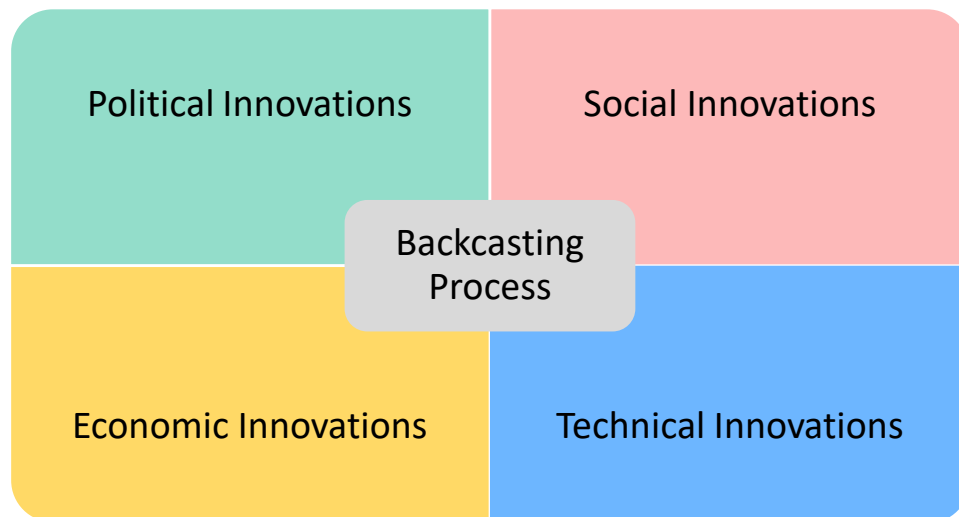 Political Innovations
Social Innovations
Backcasting
Process
Economic Innovations
Technical Innovations